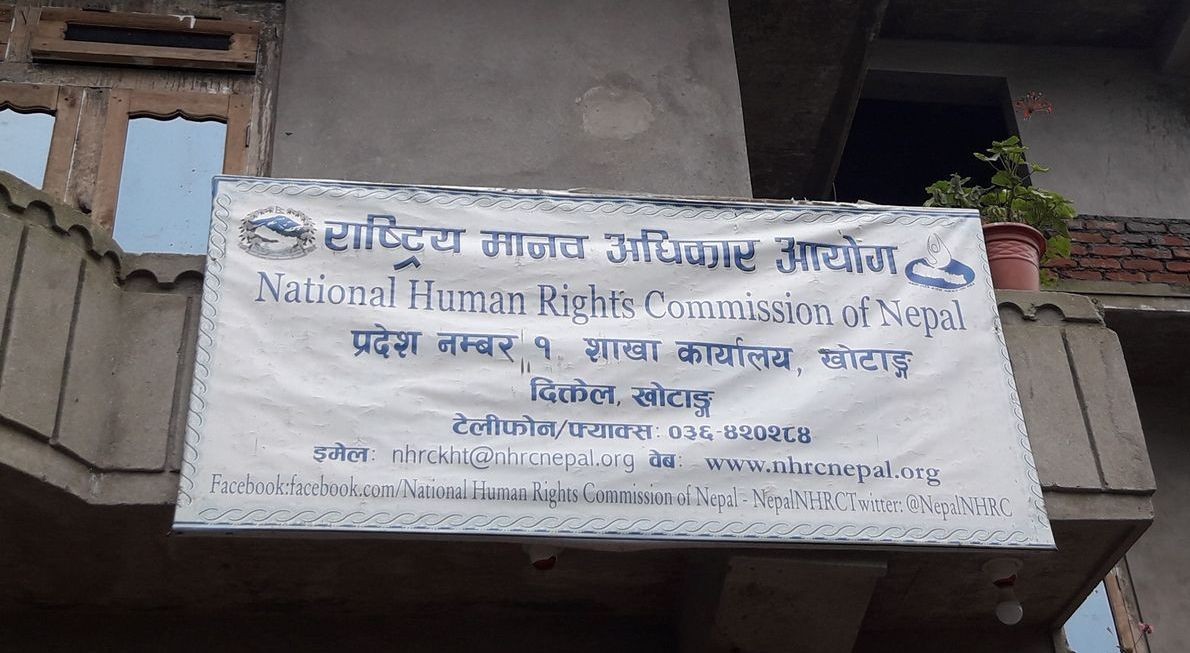 राष्ट्रिय मानव अधिकार आयोग
National Human Rights Commission of Nepal
प्रदेश नम्बर १ शाखा कार्यालय, खोटाङ्ग
दित्तेल, खोटाङ्ग
टेलीफोन/फ्याक्स: ०३६-४२०२८४
इमेल: nhrckht@nhrcnepal.org वेब: www.nhrcnepal.org
Facebook:facebook.com/National Human Rights Commission of Nepal - NepalNHRCTwitter: @NepalNHRC